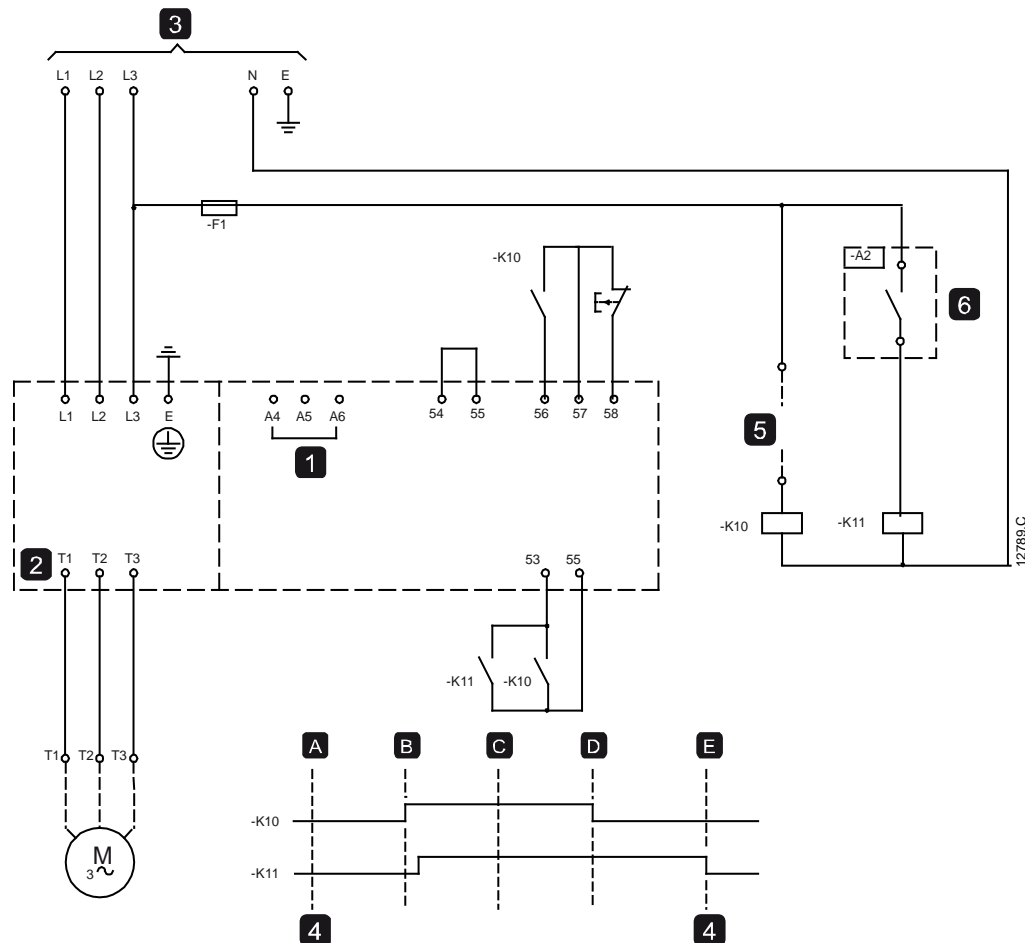 3
L1 L2 L3 N E
-F1
-K10
-A2
6
L1 L2 L3 E A4 A5 A6 54 55 56 57 58
1
5
-K10 -K11
12789.C
2 T1 T2 T3 53 55
-K11 -K10
T1 T2 T3
A B C D E
-K10
M
3
-K11
4 4